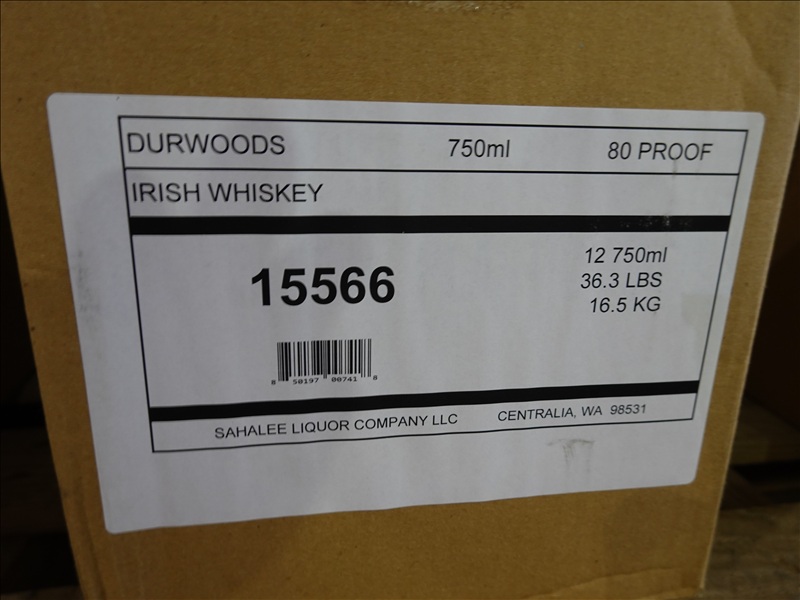 DURWOODS 750ml 80 PROOF
IRISH WHISKEY
15566
12 750ml
36.3 LBS
16.5 KG
8 50197 00741 8
SAHALEE LIQUOR COMPANY LLC CENTRALIA, WA 98531